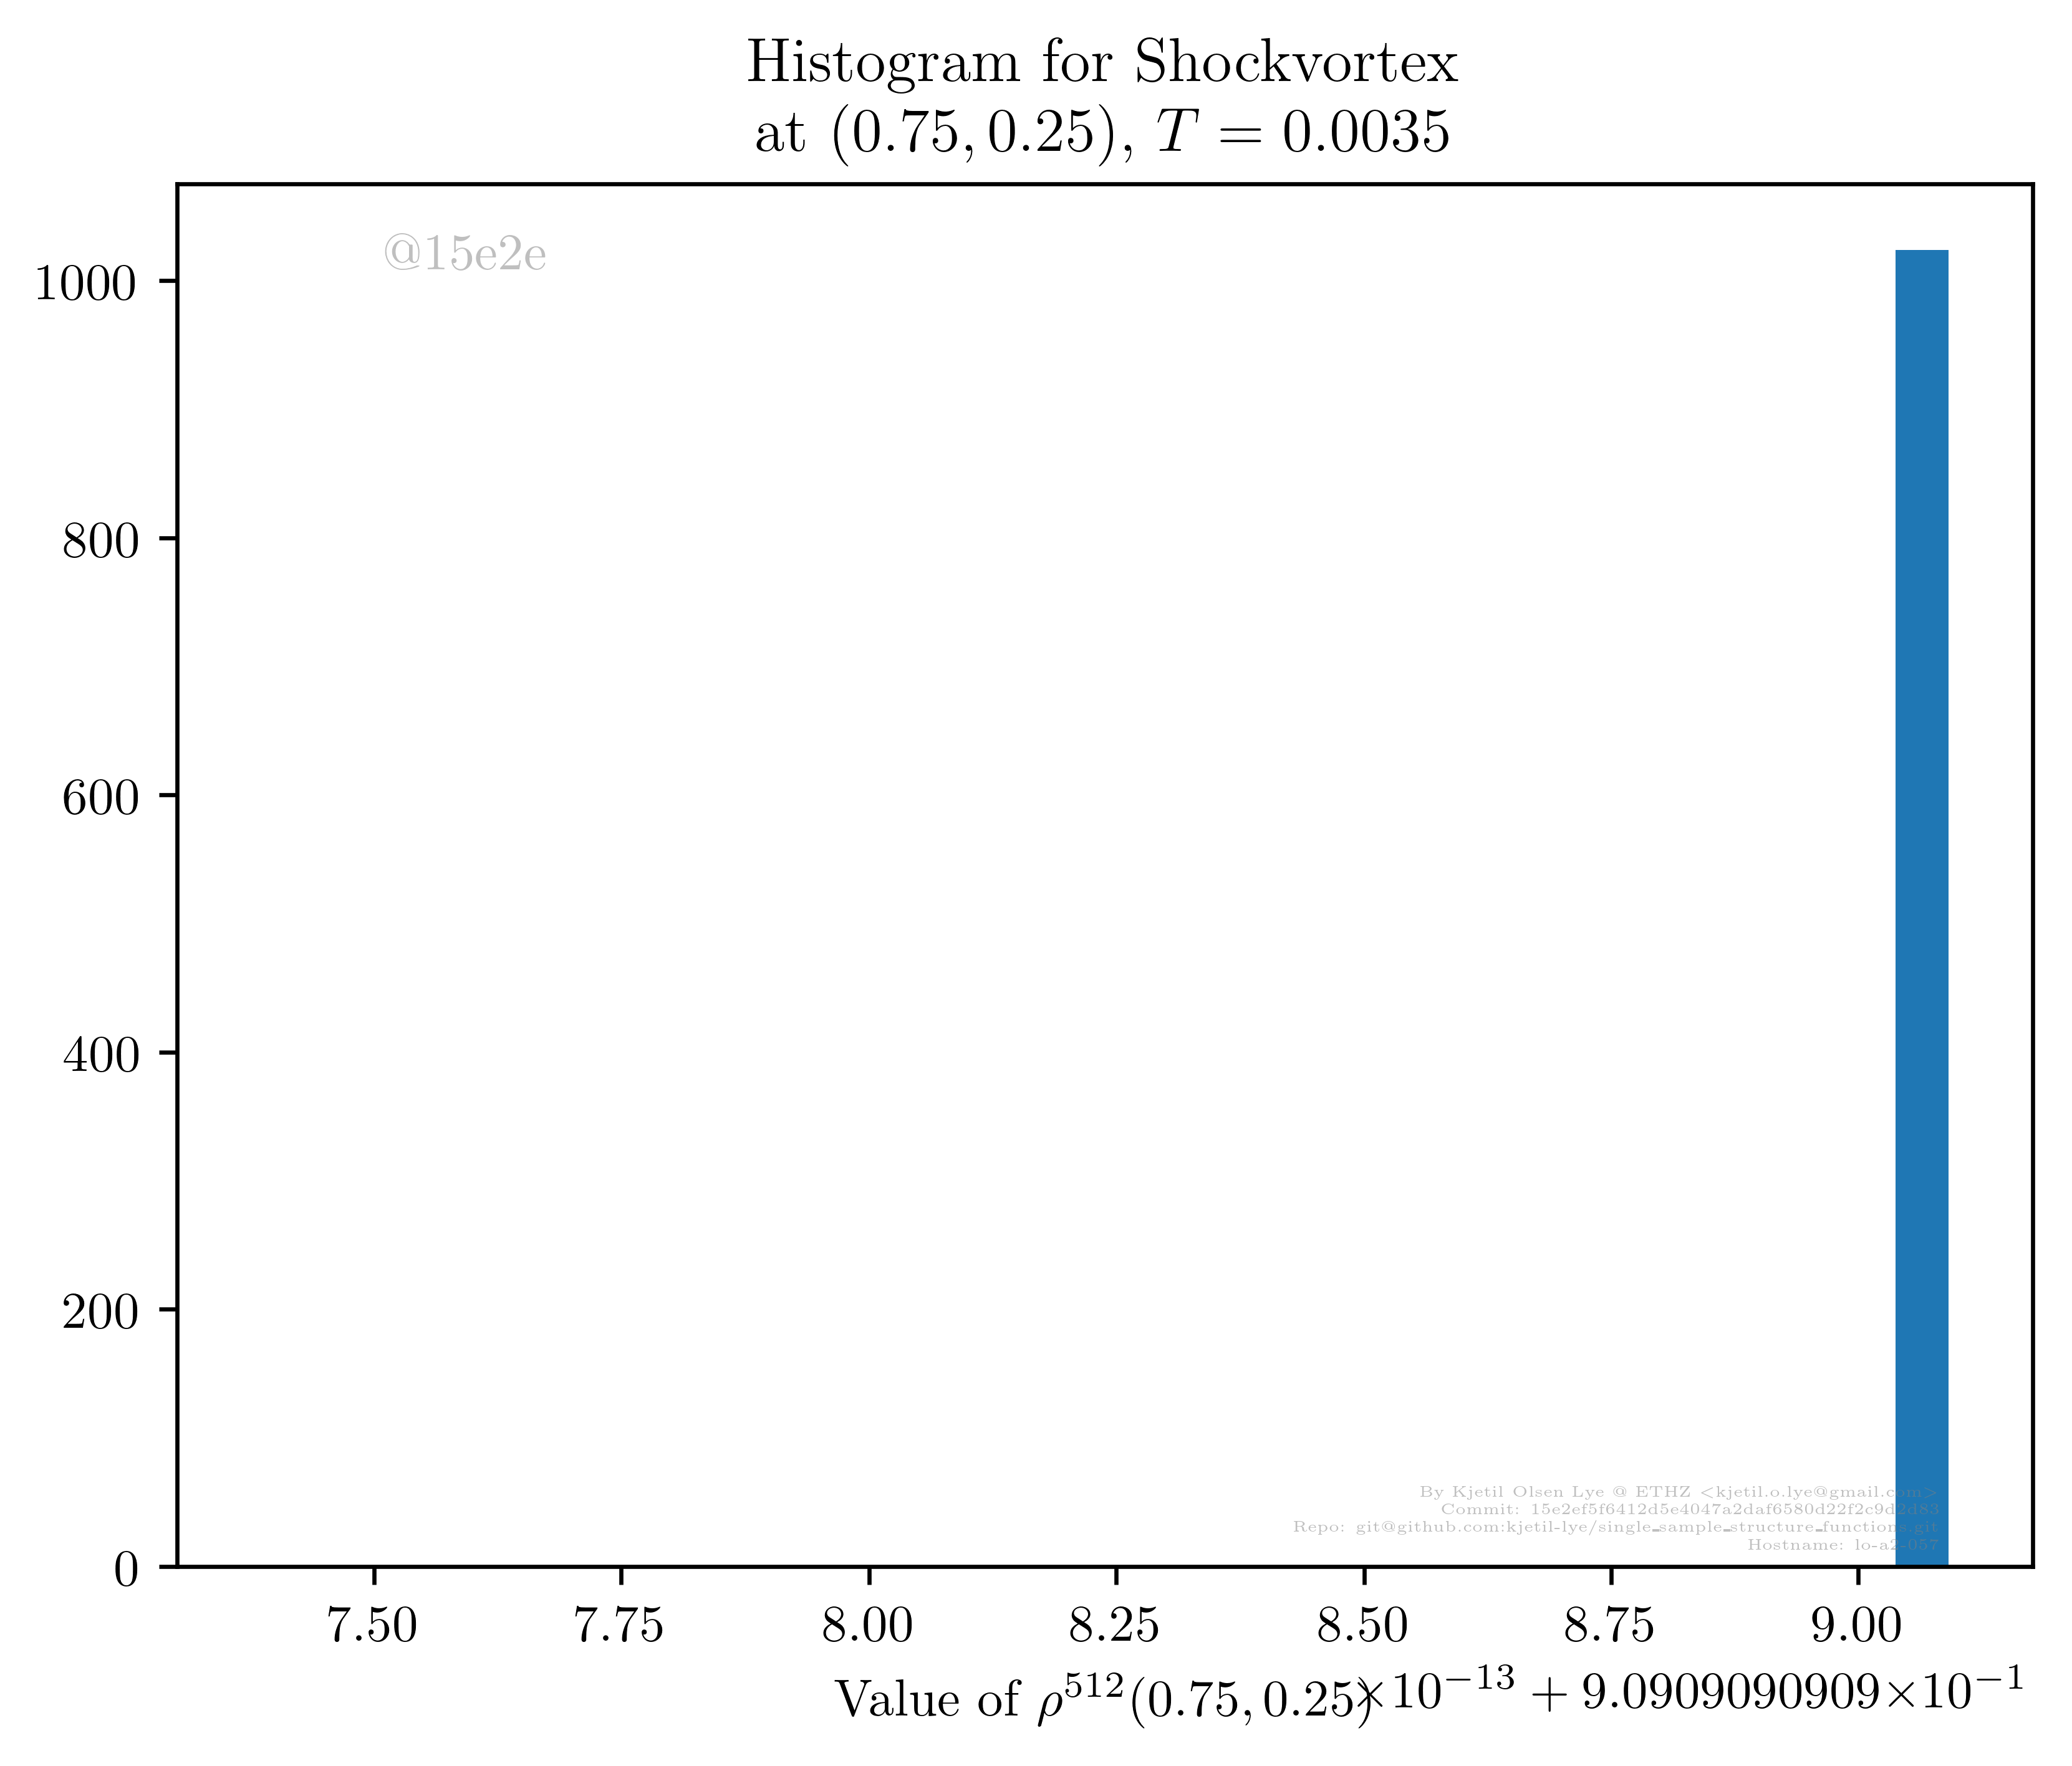 Histogram for Shockvortex
at (0.75, 0.25), T = 0.0035
@15e2e
1000
800
600
400
200
0
By Kjetil Olsen Lye @ ETHZ <kjetil.o.lye@gmail.com>
Commit: 15e2ef5f6412d5e4047a2daf6580d22f2c9d2d83
Repo: git@github.com:kjetil-lye/single_sample_structure_functions.git
Hostname: lo-a2-057
7.50 7.75 8.00 8.25 8.50 8.75 9.00
Value of ρ^512(0.75, 0.25) ×10^−13 + 9.0909090909×10^−1